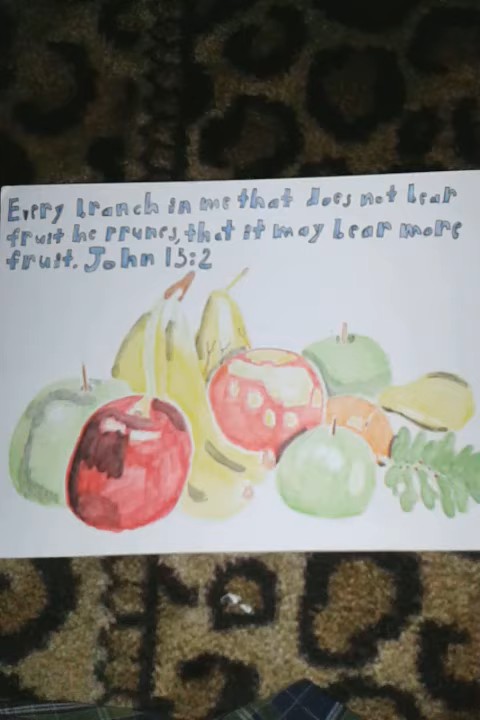 Every branch in me that does not bear
fruit he prunes, that it may bear more
fruit. John 15:2